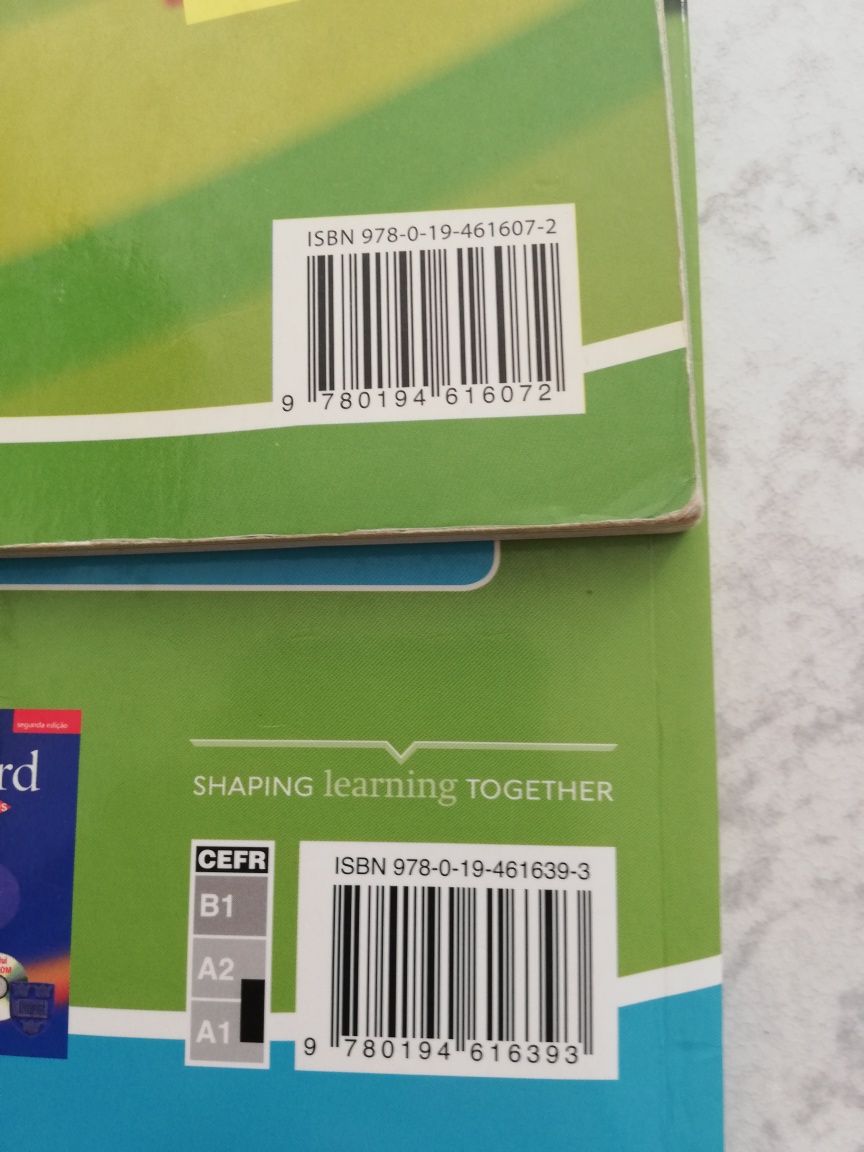 ISBN 978-0-19-461607-2
9 780194 616072
segunda edição
rd
S
SHAPING learning TOGETHER
CEFR
B1
A2
A1
ISBN 978-0-19-461639-3
9 780194 616393